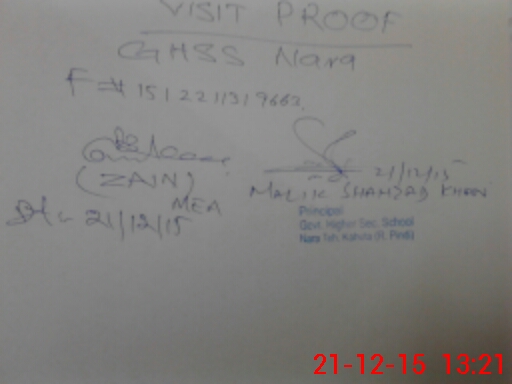 VISIT PROOF
GHSS Nara
F = # 1512211319662
(ZAIN)
MEA
21/12/15
21/12/15
MALIK SHAHZAD KHAN
Principal
Govt. Higher Sec. School
Nara Teh. Kahuta (R. Pindi)
21-12-15 13:21